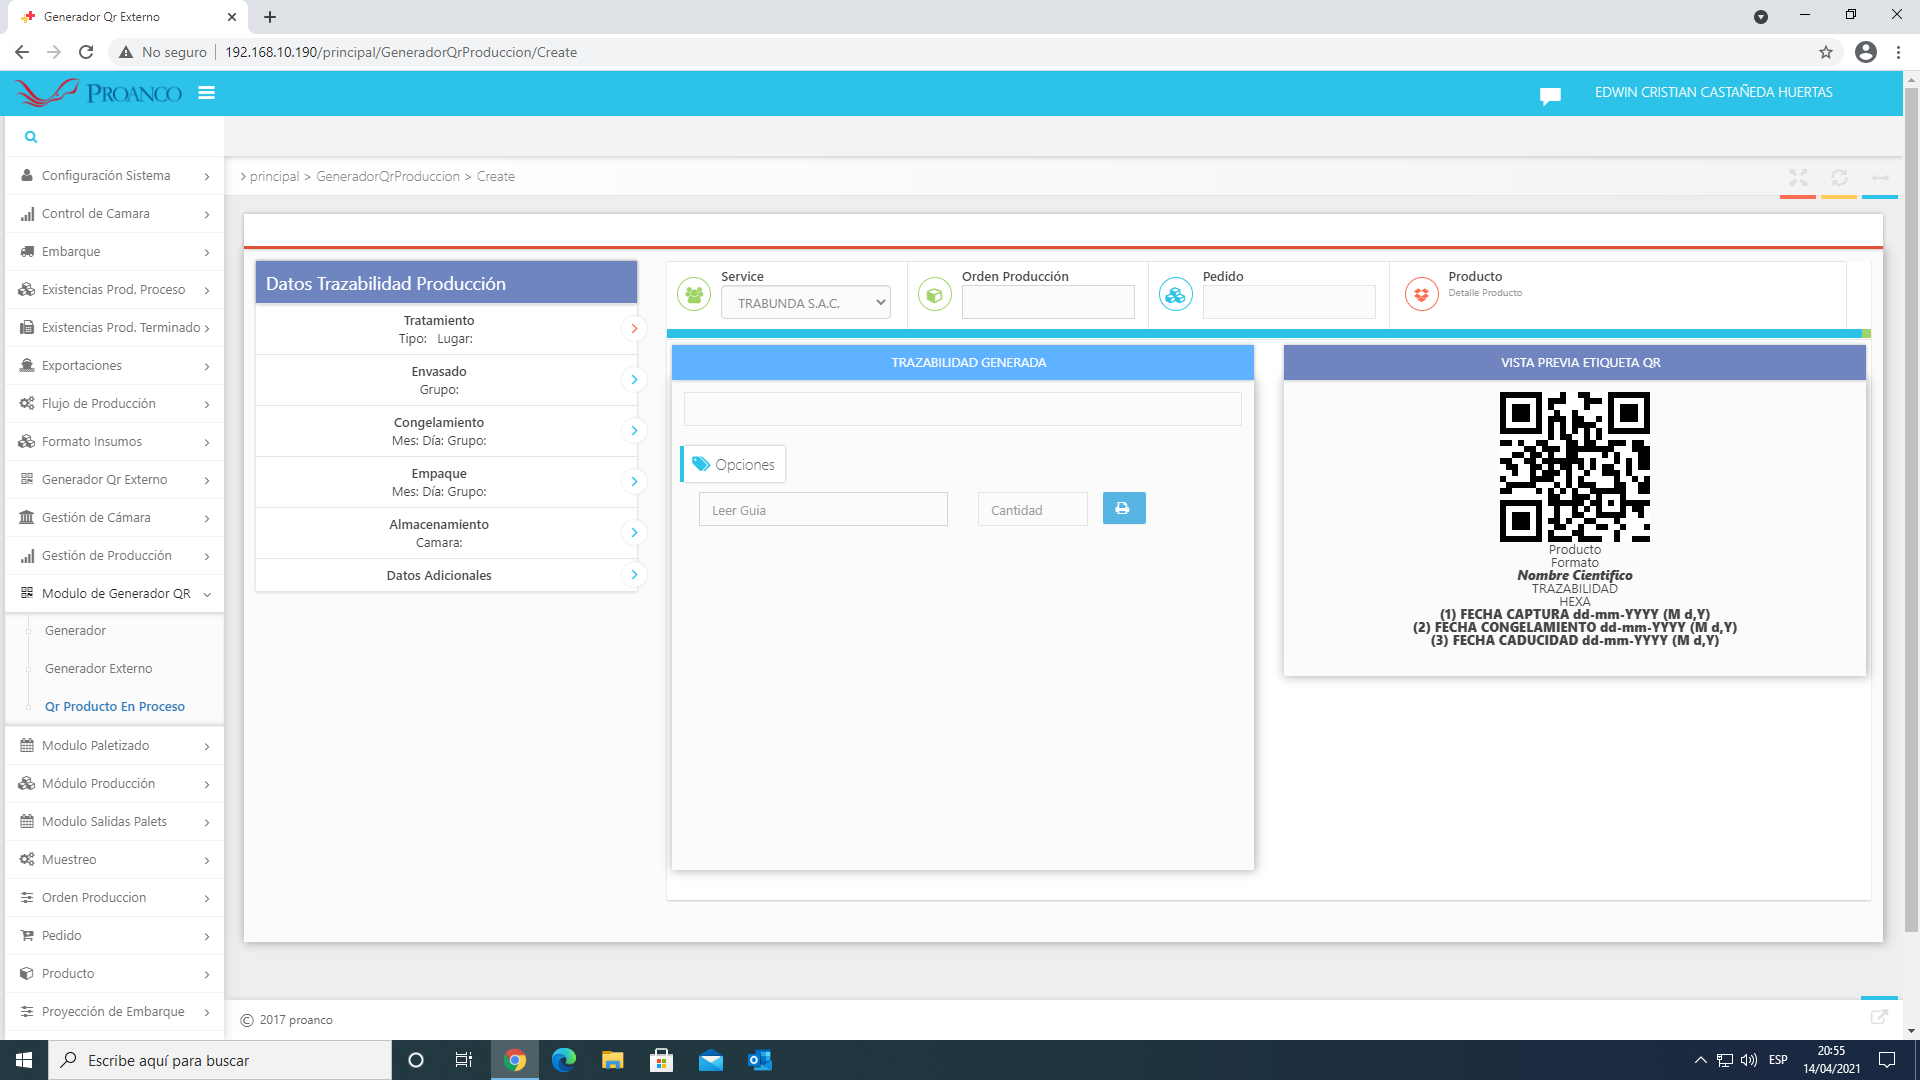 Generador Qr Externo
No seguro
192.168.10.190/principal/GeneradorQrProduccion/Create
PROANCO
EDWIN CRISTIAN CASTAÑEDA HUERTAS
Configuración Sistema
Control de Camara
Embarque
Existencias Prod. Proceso
Existencias Prod. Terminado
Exportaciones
Flujo de Producción
Formato Insumos
Generador Qr Externo
Gestión de Cámara
Gestión de Producción
Modulo de Generador QR
Generador
Generador Externo
Qr Producto En Proceso
Modulo Paletizado
Módulo Producción
Modulo Salidas Palets
Muestreo
Orden Produccion
Pedido
Producto
Proyección de Embarque
> principal > GeneradorQrProduccion > Create
Datos Trazabilidad Producción
Tratamiento
Tipo: Lugar:
Envasado
Grupo:
Congelamiento
Mes: Día: Grupo:
Empaque
Mes: Día: Grupo:
Almacenamiento
Camara:
Datos Adicionales
Service
TRABUNDA S.A.C.
Orden Producción
Pedido
Producto
Detalle Producto
TRAZABILIDAD GENERADA
Opciones
Leer Guia
Cantidad
VISTA PREVIA ETIQUETA QR
Producto
Formato
Nombre Cientifico
TRAZABILIDAD
HEXA
(1) FECHA CAPTURA dd-mm-YYYY (M d,Y)
(2) FECHA CONGELAMIENTO dd-mm-YYYY (M d,Y)
(3) FECHA CADUCIDAD dd-mm-YYYY (M d,Y)
© 2017 proanco
Escribe aquí para buscar
ESP
20:55
14/04/2021